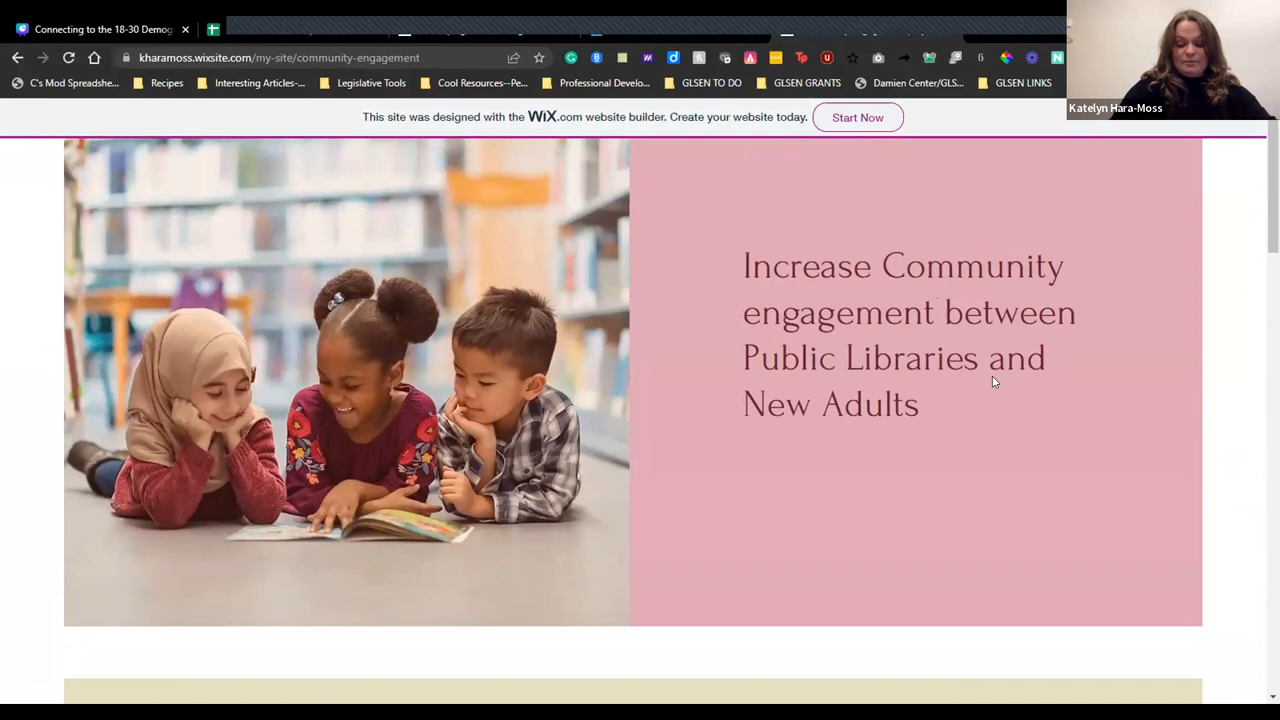 Connecting to the 18-30 Demog
kharamoss.wixsite.com/my-site/community-engagement
C's Mod Spreadshe...
Recipes
Interesting Articles-...
Legislative Tools
Cool Resources--Pe...
Professional Develo...
GLSEN TO DO
GLSEN GRANTS
Damien Center/GLS...
GLSEN LINKS
Katelyn Hara-Moss
This site was designed with the WiX.com website builder. Create your website today.
Start Now
Increase Community
engagement between
Public Libraries and
New Adults